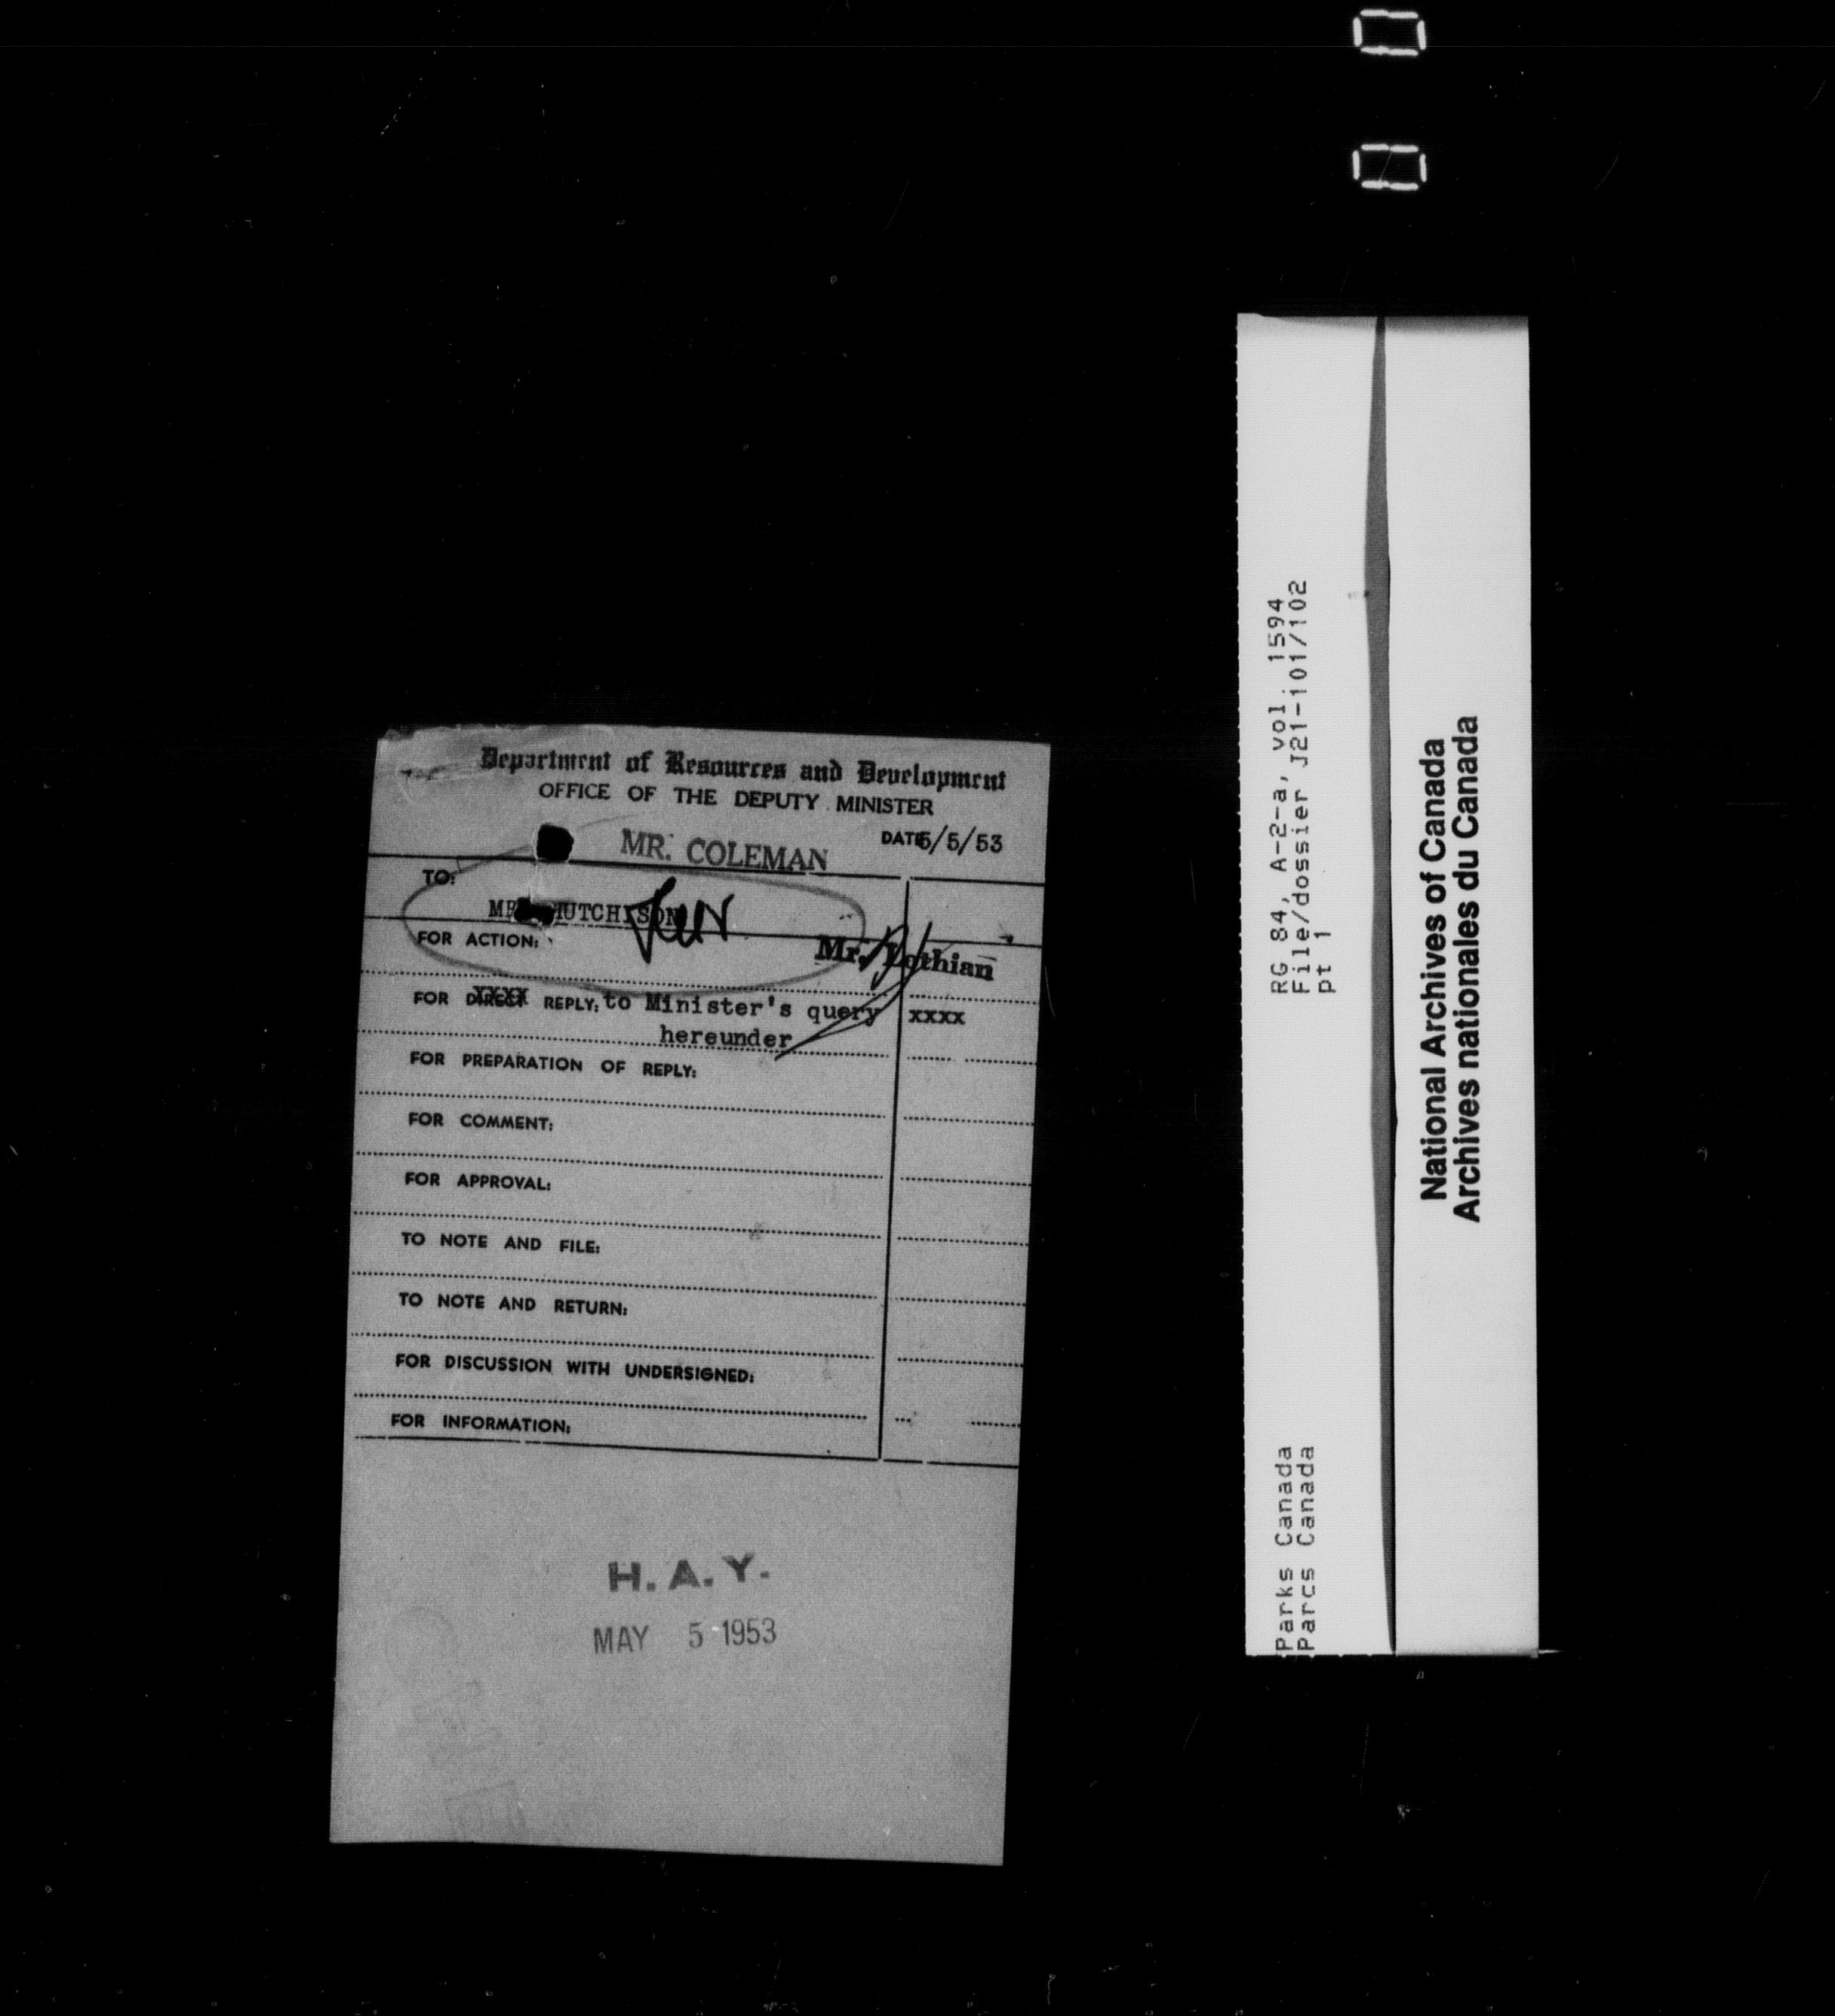 Department of Resources and Development
OFFICE OF THE DEPUTY MINISTER
MR. COLEMAN
DATE 5/5/53
TO:
MR. HUTCHISON
FOR ACTION:
Mr. Lothian
FOR DIRECT REPLY: to Minister's query xxxx
hereunder
FOR PREPARATION OF REPLY:
FOR COMMENT:
FOR APPROVAL:
TO NOTE AND FILE:
TO NOTE AND RETURN:
FOR DISCUSSION WITH UNDERSIGNED:
FOR INFORMATION:
H. A. Y.
MAY 5 1953
RG 84, A-2-a, vol. 1594
File/dossier J21-101/102
pt 1
Parks Canada
Parcs Canada
National Archives of Canada
Archives nationales du Canada